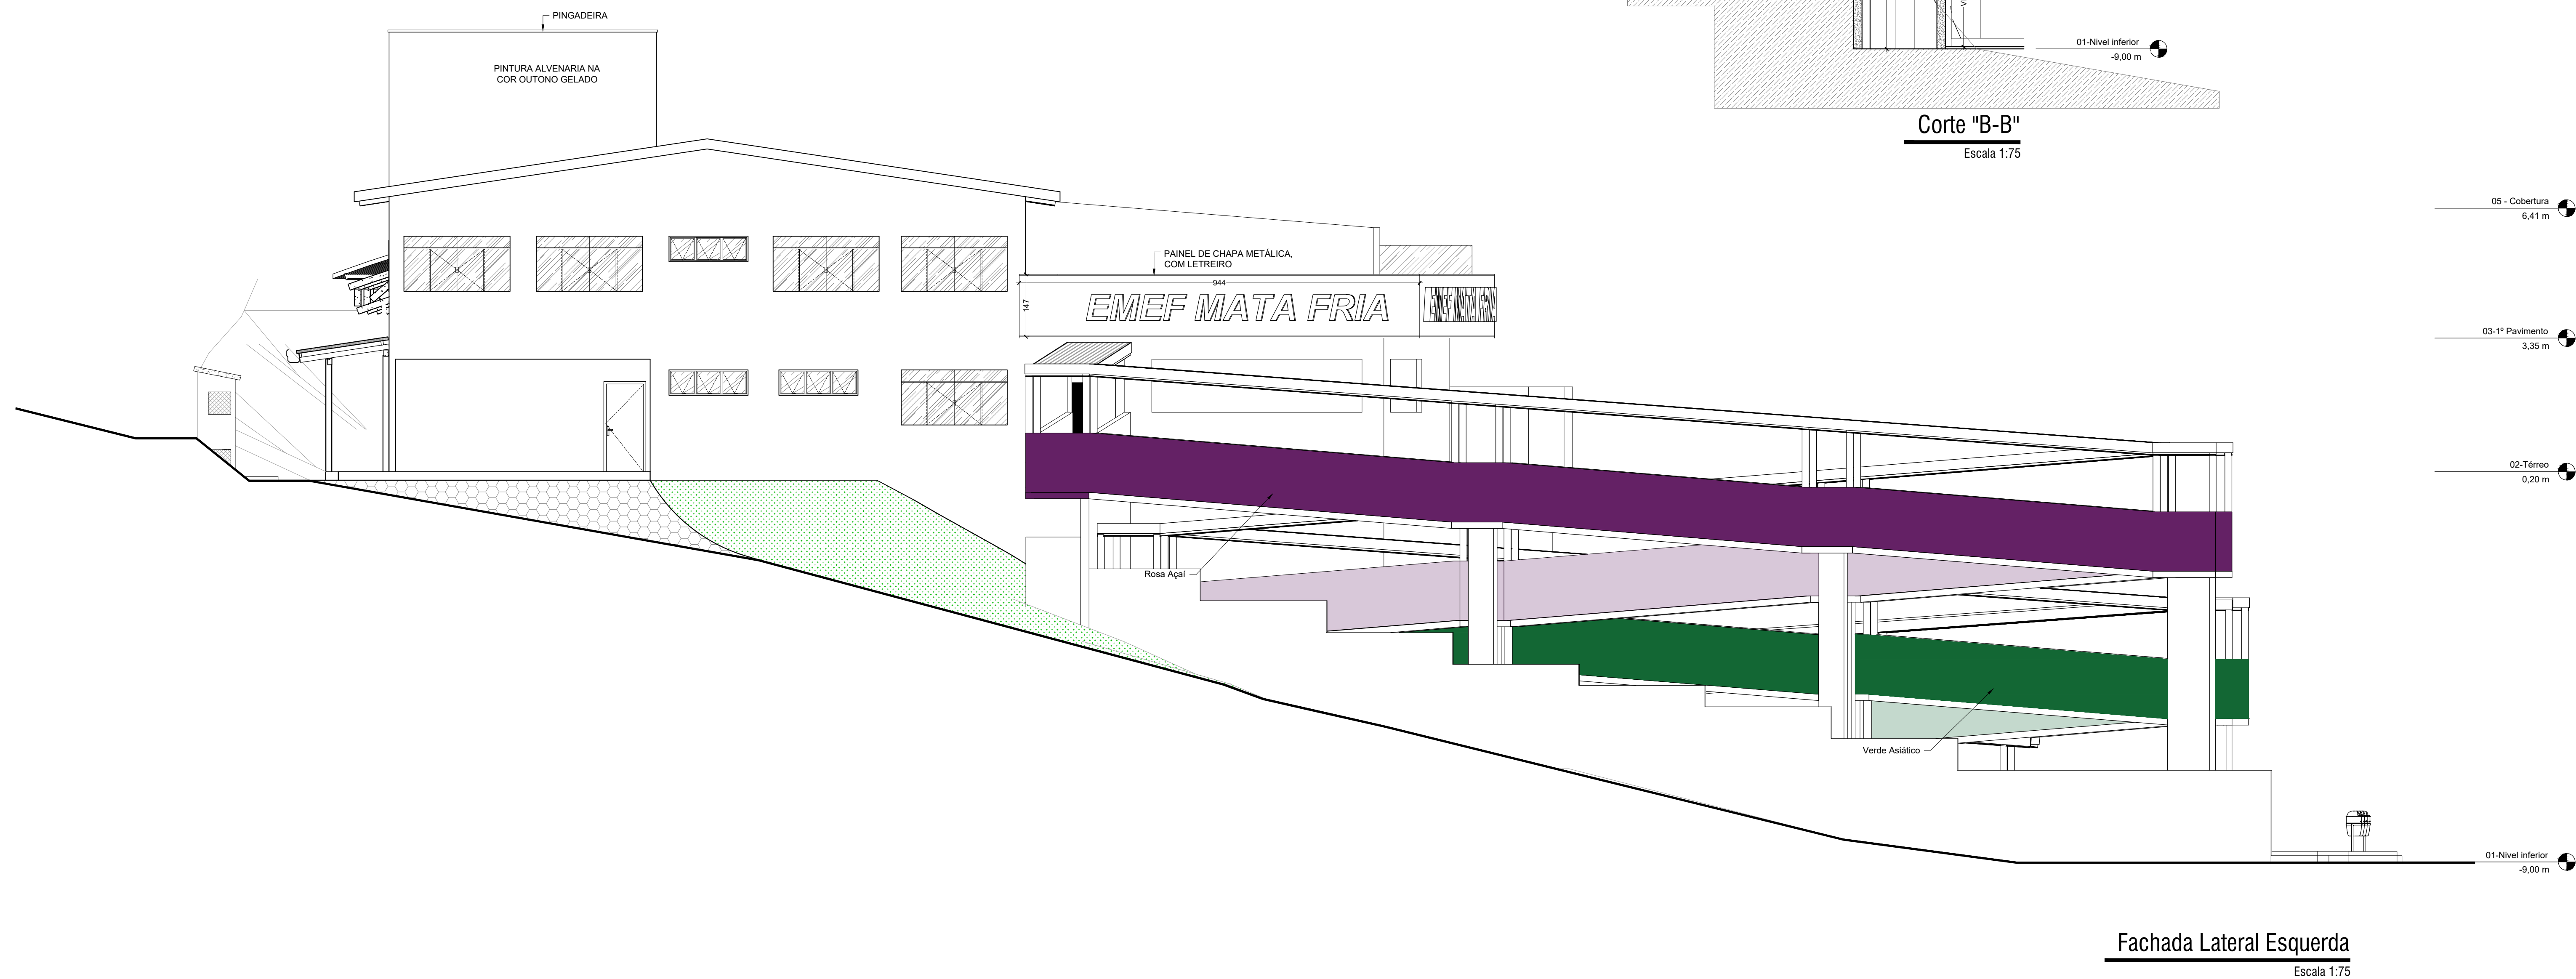 PINGADEIRA
PINTURA ALVENARIA NA
COR OUTONO GELADO
01-Nivel inferior
-9,00 m
Corte "B-B"
Escala 1:75
05 - Cobertura
6,41 m
PAINEL DE CHAPA METÁLICA,
COM LETREIRO
944
147
EMEF MATA FRIA
03-1º Pavimento
3,35 m
02-Térreo
0,20 m
Rosa Açaí
Verde Asiático
01-Nivel inferior
-9,00 m
Fachada Lateral Esquerda
Escala 1:75